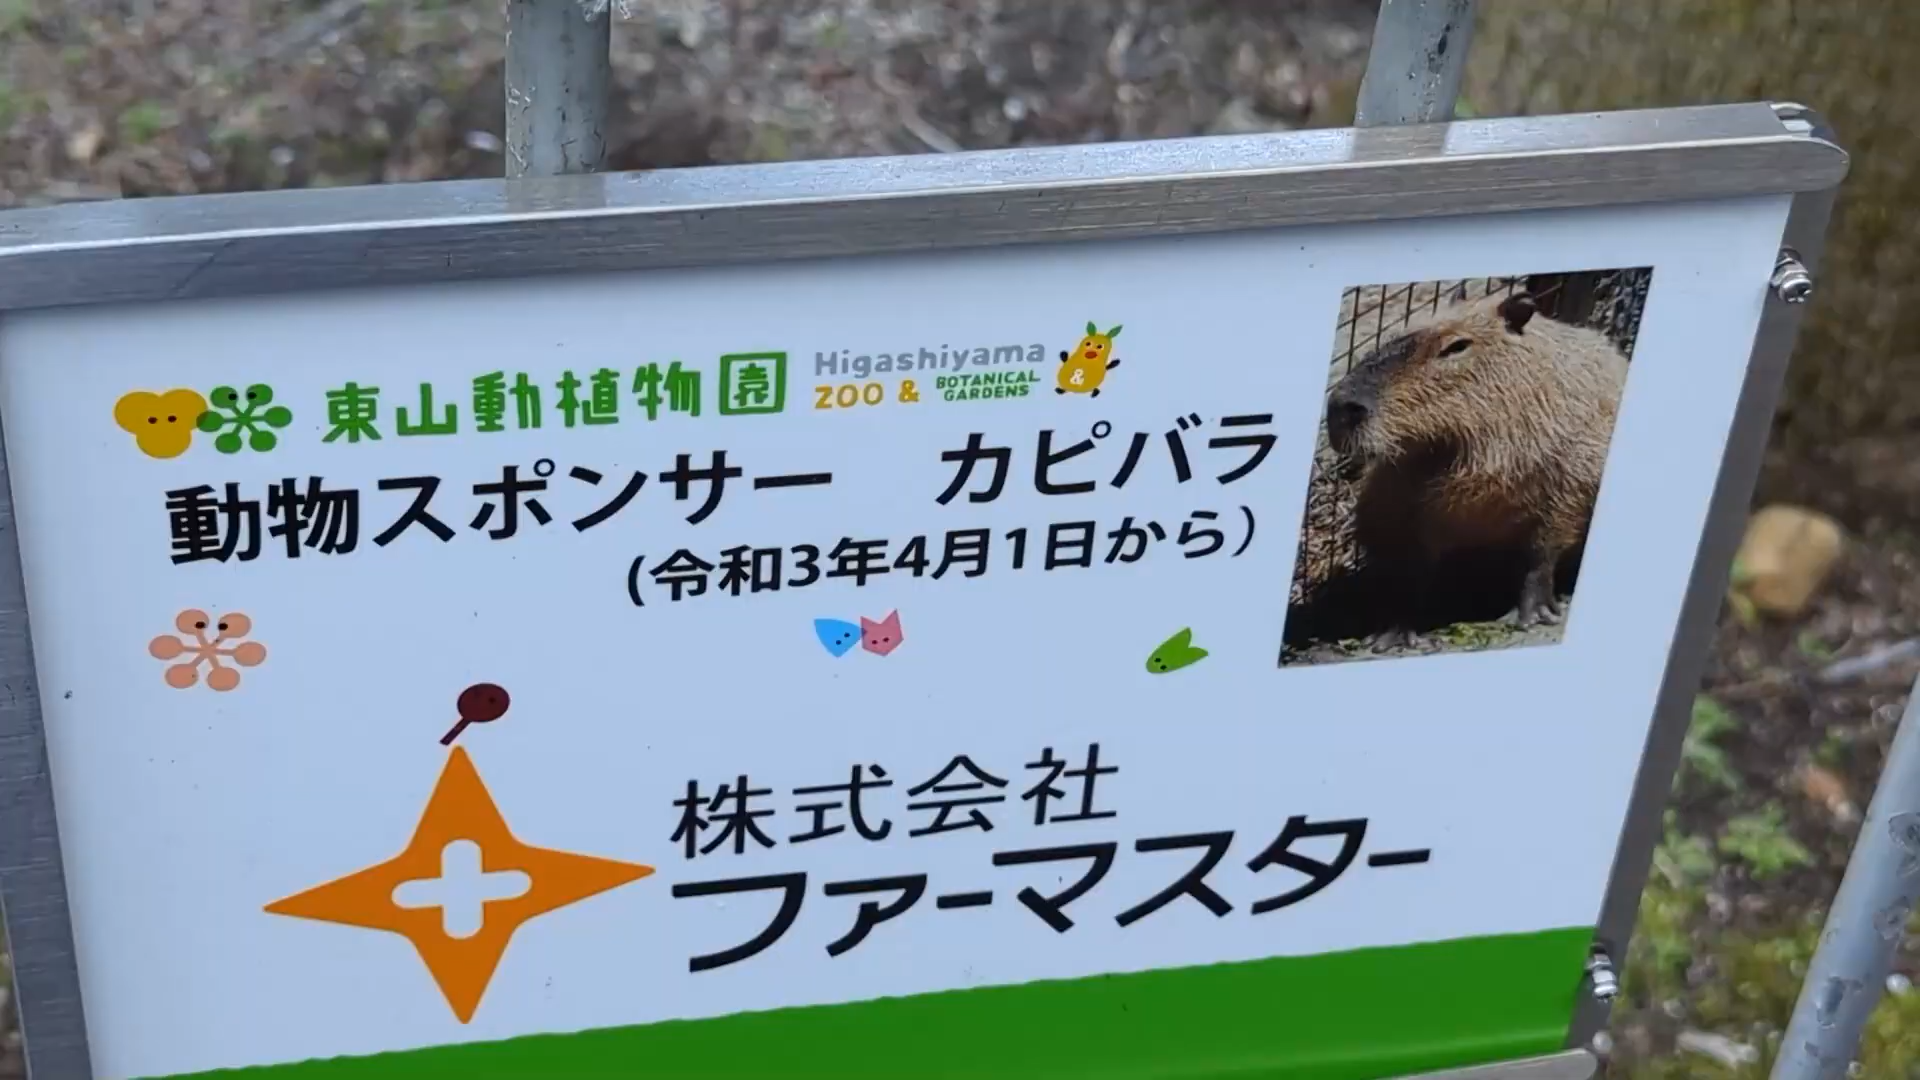 東山動植物園 Higashiyama ZOO & BOTANICAL GARDENS &
動物スポンサー カピバラ
(令和3年4月1日から)
株式会社
ファーマスター